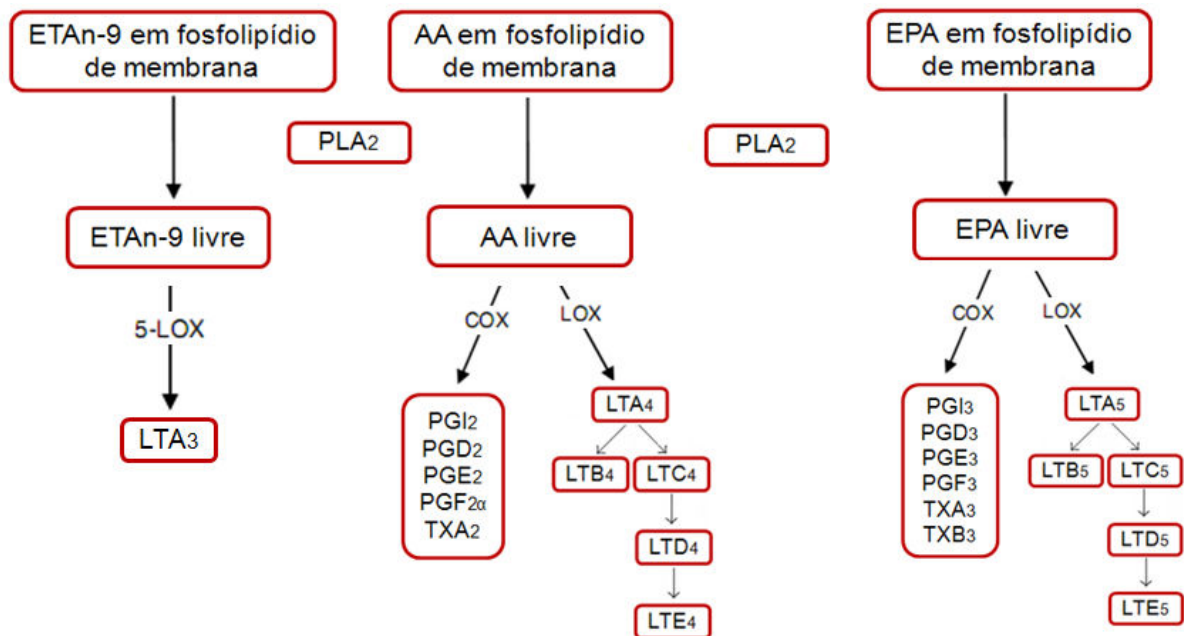 ETAn-9 em fosfolipídio
de membrana
AA em fosfolipídio
de membrana
EPA em fosfolipídio
de membrana
PLA2
PLA2
ETAn-9 livre
AA livre
EPA livre
5-LOX
COX
LOX
COX
LOX
LTA3
PGI2
PGD2
PGE2
PGF2α
TXA2
LTA4
LTB4
LTC4
LTD4
LTE4
PGI3
PGD3
PGE3
PGF3
TXA3
TXB3
LTA5
LTB5
LTC5
LTD5
LTE5